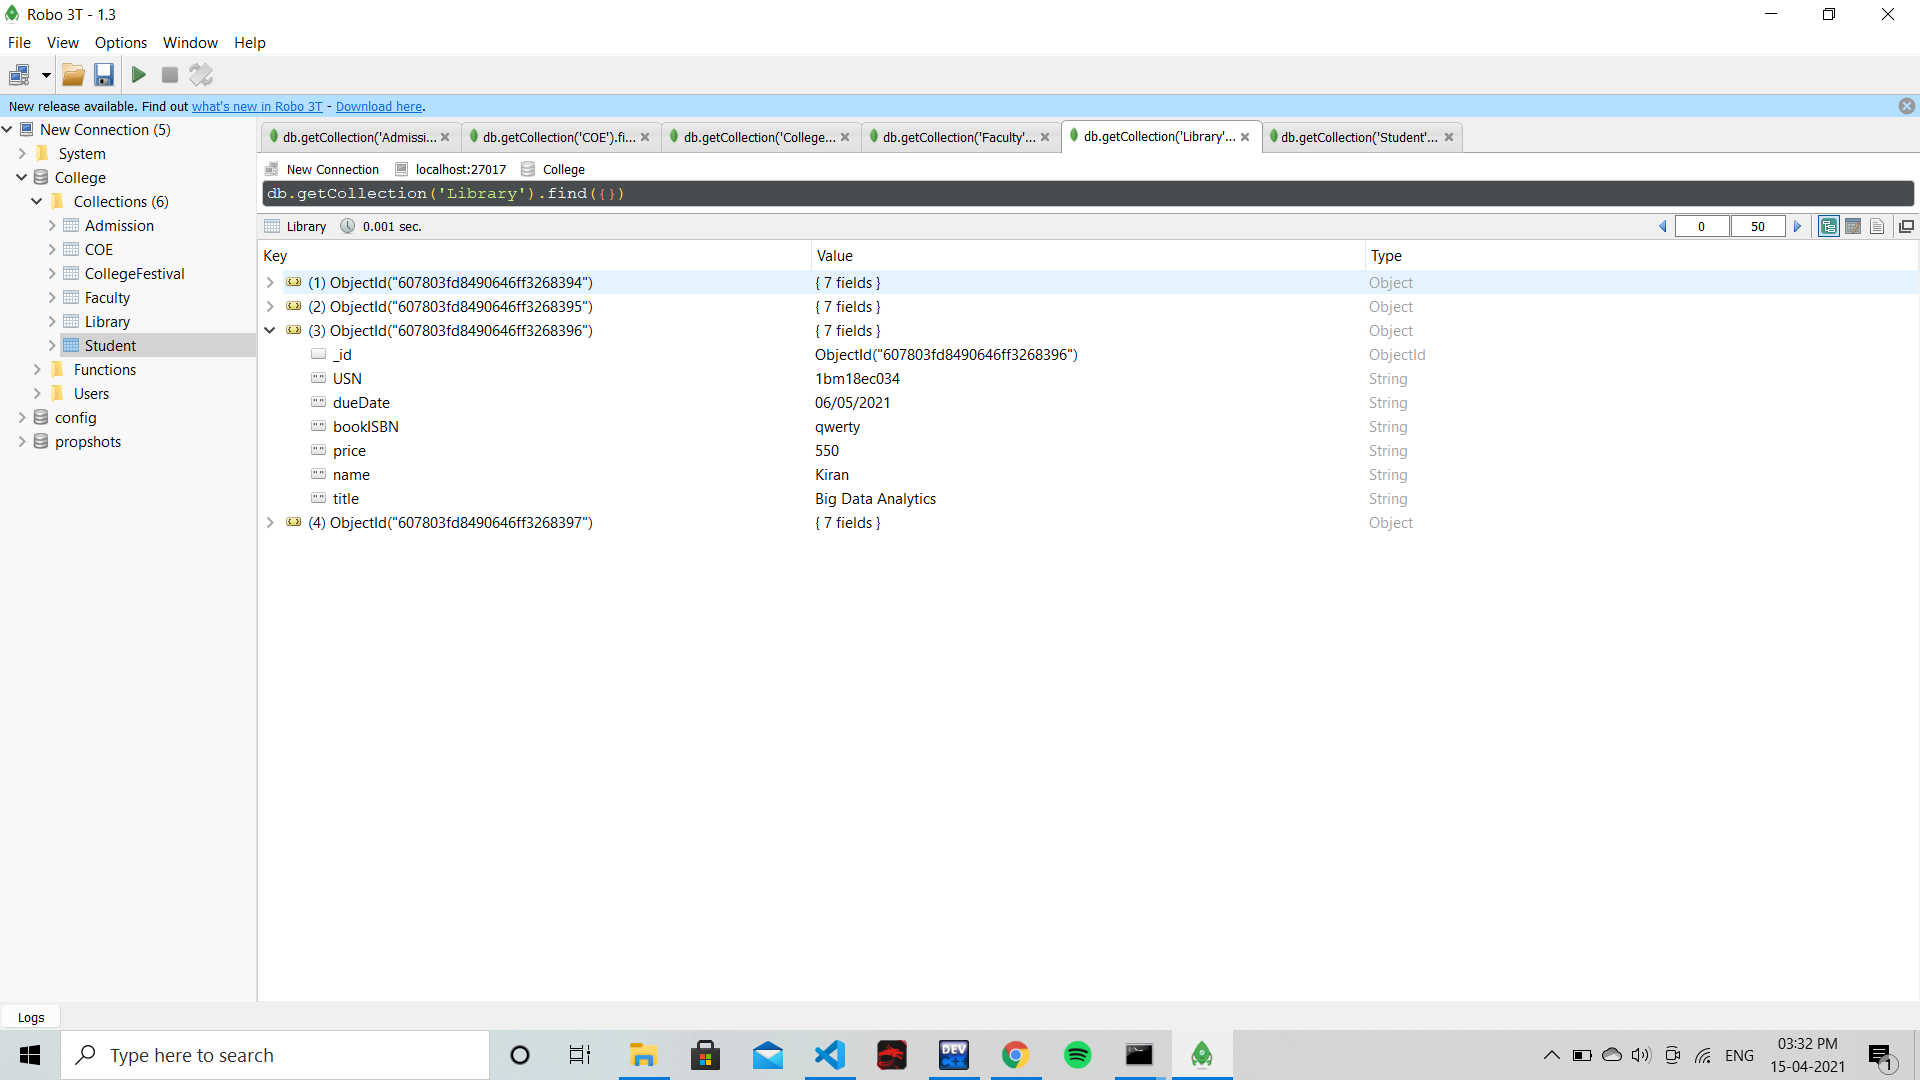 Robo 3T - 1.3
File View Options Window Help
New release available. Find out what's new in Robo 3T - Download here.
New Connection (5)
System
College
Collections (6)
Admission
COE
CollegeFestival
Faculty
Library
Student
Functions
Users
config
propshots
db.getCollection('Admissi... db.getCollection('COE').fi... db.getCollection('College... db.getCollection('Faculty'... db.getCollection('Library'... db.getCollection('Student'...
New Connection localhost:27017 College
db.getCollection('Library').find({})
Library 0.001 sec. 0 50
Key Value Type
(1) ObjectId("607803fd8490646ff3268394") { 7 fields } Object
(2) ObjectId("607803fd8490646ff3268395") { 7 fields } Object
(3) ObjectId("607803fd8490646ff3268396") { 7 fields } Object
_id ObjectId("607803fd8490646ff3268396") ObjectId
USN 1bm18ec034 String
dueDate 06/05/2021 String
bookISBN qwerty String
price 550 String
name Kiran String
title Big Data Analytics String
(4) ObjectId("607803fd8490646ff3268397") { 7 fields } Object
Logs
Type here to search
DEV C++
ENG
03:32 PM
15-04-2021
1